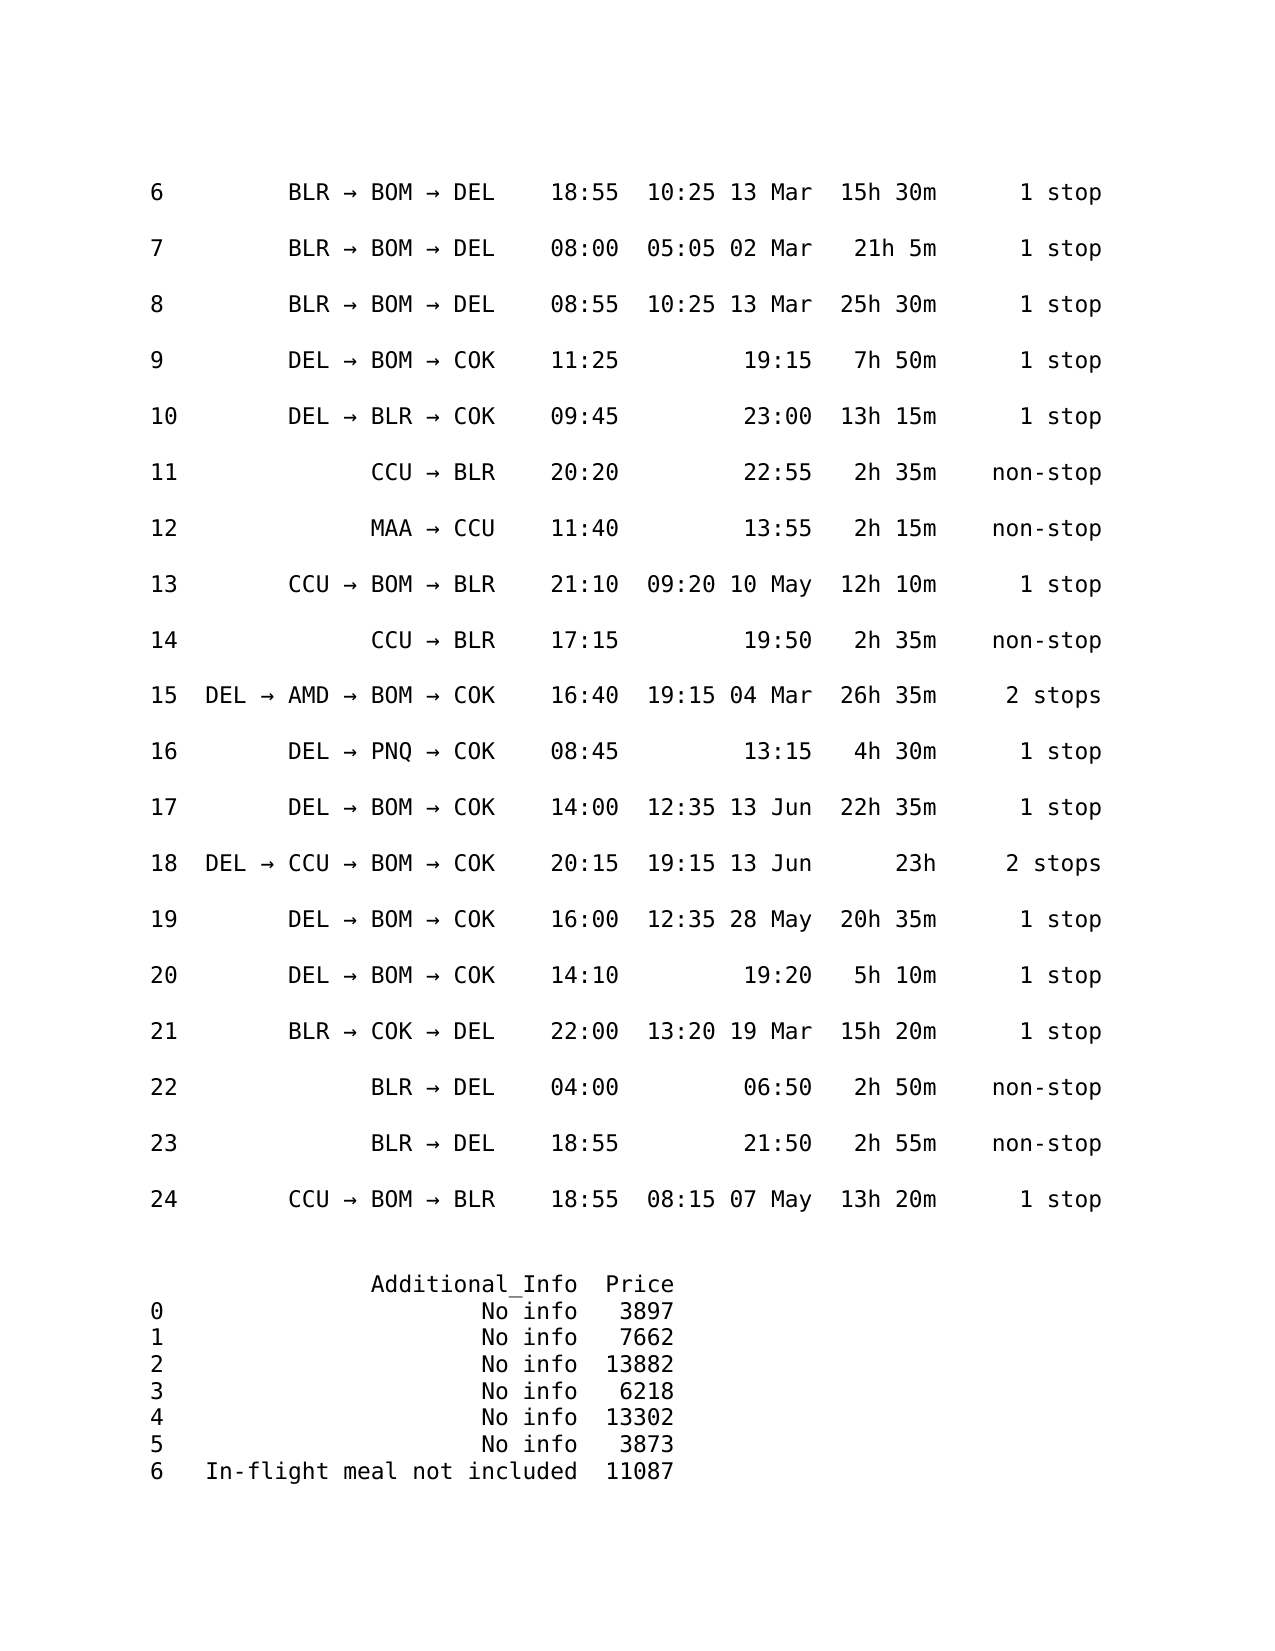 6 BLR → BOM → DEL 18:55 10:25 13 Mar 15h 30m 1 stop
7 BLR → BOM → DEL 08:00 05:05 02 Mar 21h 5m 1 stop
8 BLR → BOM → DEL 08:55 10:25 13 Mar 25h 30m 1 stop
9 DEL → BOM → COK 11:25 19:15 7h 50m 1 stop
10 DEL → BLR → COK 09:45 23:00 13h 15m 1 stop
11 CCU → BLR 20:20 22:55 2h 35m non-stop
12 MAA → CCU 11:40 13:55 2h 15m non-stop
13 CCU → BOM → BLR 21:10 09:20 10 May 12h 10m 1 stop
14 CCU → BLR 17:15 19:50 2h 35m non-stop
15 DEL → AMD → BOM → COK 16:40 19:15 04 Mar 26h 35m 2 stops
16 DEL → PNQ → COK 08:45 13:15 4h 30m 1 stop
17 DEL → BOM → COK 14:00 12:35 13 Jun 22h 35m 1 stop
18 DEL → CCU → BOM → COK 20:15 19:15 13 Jun 23h 2 stops
19 DEL → BOM → COK 16:00 12:35 28 May 20h 35m 1 stop
20 DEL → BOM → COK 14:10 19:20 5h 10m 1 stop
21 BLR → COK → DEL 22:00 13:20 19 Mar 15h 20m 1 stop
22 BLR → DEL 04:00 06:50 2h 50m non-stop
23 BLR → DEL 18:55 21:50 2h 55m non-stop
24 CCU → BOM → BLR 18:55 08:15 07 May 13h 20m 1 stop
Additional_Info Price
0 No info 3897
1 No info 7662
2 No info 13882
3 No info 6218
4 No info 13302
5 No info 3873
6 In-flight meal not included 11087